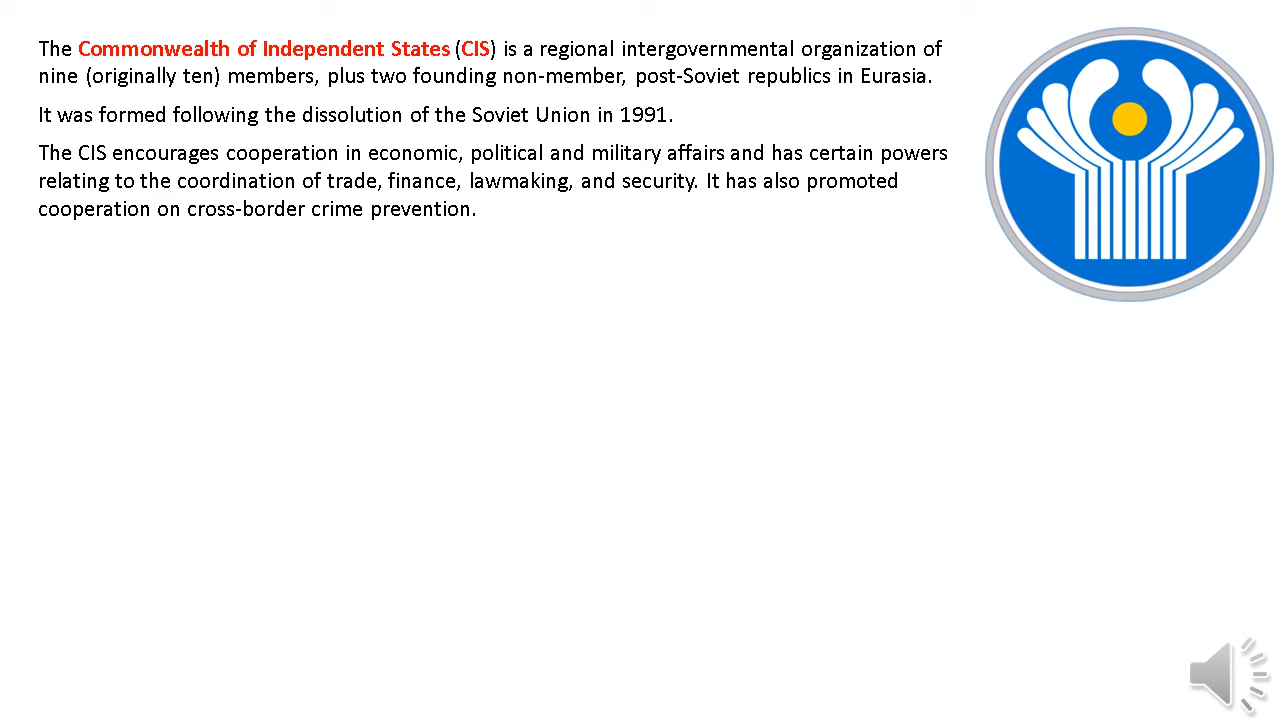 The Commonwealth of Independent States (CIS) is a regional intergovernmental organization of
nine (originally ten) members, plus two founding non-member, post-Soviet republics in Eurasia.
It was formed following the dissolution of the Soviet Union in 1991.
The CIS encourages cooperation in economic, political and military affairs and has certain powers
relating to the coordination of trade, finance, lawmaking, and security. It has also promoted
cooperation on cross-border crime prevention.